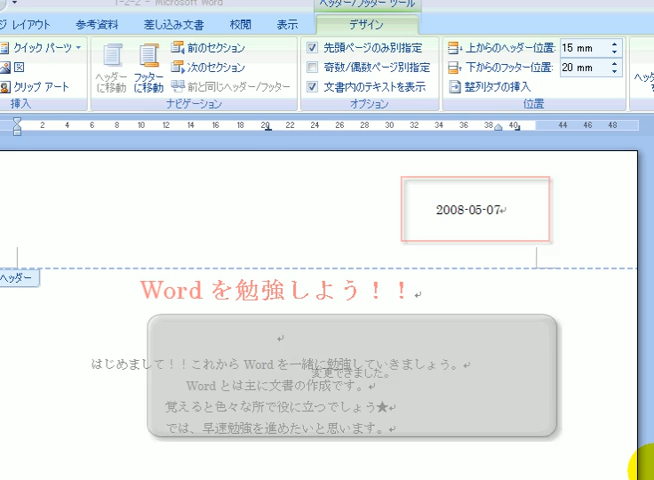 1-2-2 - Microsoft Word
ヘッダー/フッター ツール
ジ レイアウト 参考資料 差し込み文書 校閲 表示 デザイン
クイック パーツ 前のセクション 先頭ページのみ別指定 上からのヘッダー位置: 15 mm
図 次のセクション 奇数/偶数ページ別指定 下からのフッター位置: 20 mm
クリップ アート ヘッダーに移動 フッターに移動 前と同じヘッダー/フッター 文書内のテキストを表示 整列タブの挿入
挿入 ナビゲーション オプション 位置
2 4 6 8 10 12 14 16 18 20 22 24 26 28 30 32 34 36 38 40 44 46 48
2008-05-07
ヘッダー
Word を勉強しよう！！
はじめまして！！これから Word を一緒に勉強していきましょう。
変更できました。
Word とは主に文書の作成です。
覚えると色々な所で役に立つでしょう★
では、早速勉強を進めたいと思います。